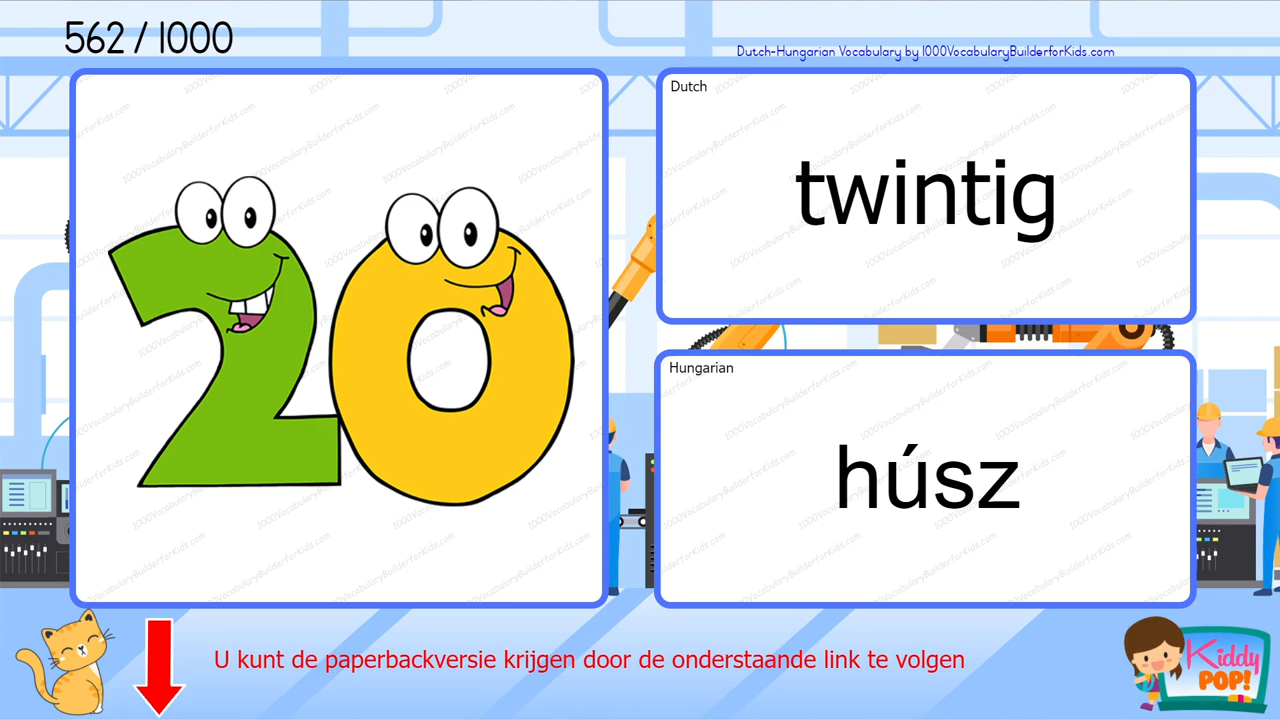 562 / 1000
Dutch-Hungarian Vocabulary by 1000VocabularyBuilderforKids.com
20
Dutch
twintig
Hungarian
húsz
U kunt de paperbackversie krijgen door de onderstaande link te volgen
Kiddy
POP!